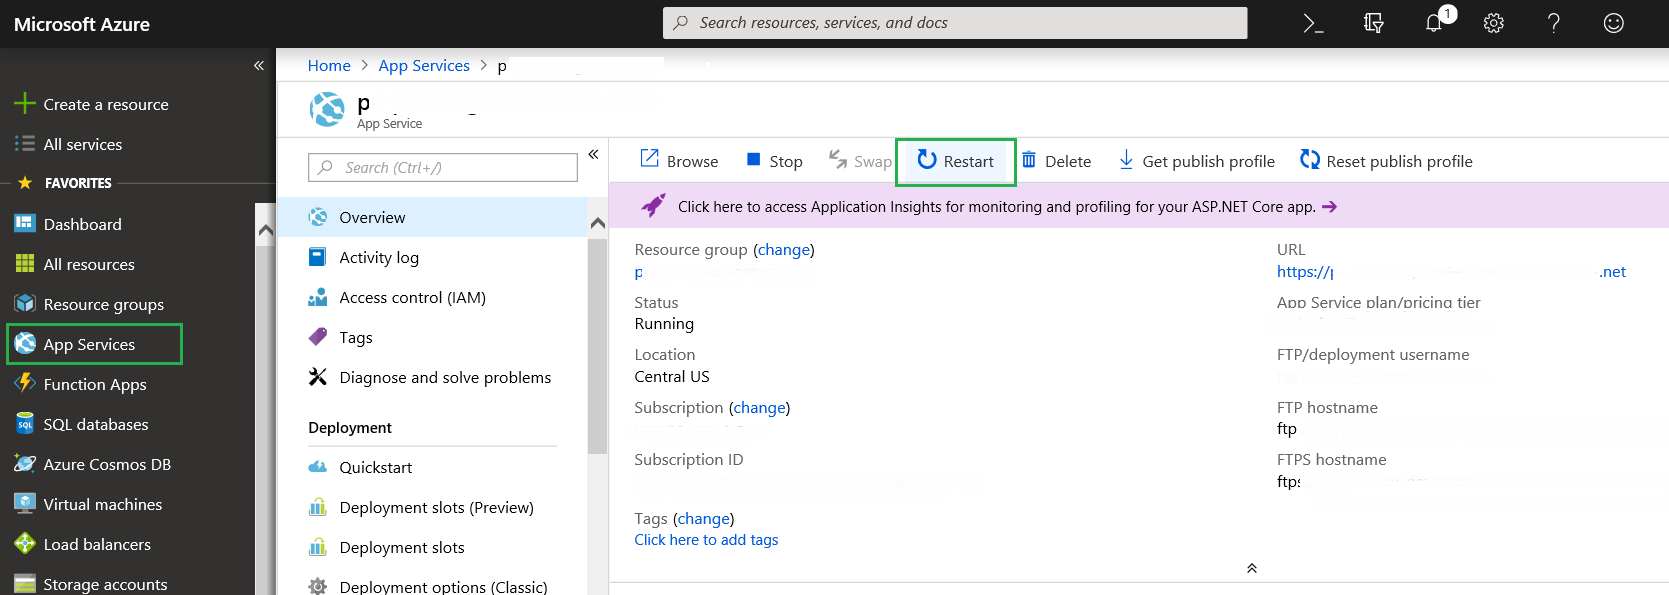 Microsoft Azure
Search resources, services, and docs
1
Create a resource
All services
FAVORITES
Dashboard
All resources
Resource groups
App Services
Function Apps
SQL databases
Azure Cosmos DB
Virtual machines
Load balancers
Storage accounts
Home > App Services > p
p
App Service
Search (Ctrl+/)
Overview
Activity log
Access control (IAM)
Tags
Diagnose and solve problems
Deployment
Quickstart
Deployment slots (Preview)
Deployment slots
Deployment options (Classic)
Browse Stop Swap Restart Delete Get publish profile Reset publish profile
Click here to access Application Insights for monitoring and profiling for your ASP.NET Core app. →
Resource group (change)
p
Status
Running
Location
Central US
Subscription (change)
Subscription ID
Tags (change)
Click here to add tags
URL
https://p .net
App Service plan/pricing tier
FTP/deployment username
FTP hostname
ftp
FTPS hostname
ftps